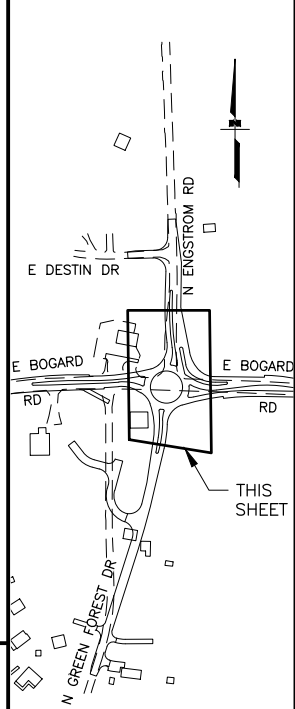 N
N ENGSTROM RD
E DESTIN DR
E BOGARD
RD
E BOGARD
RD
THIS
SHEET
N GREEN FOREST DR